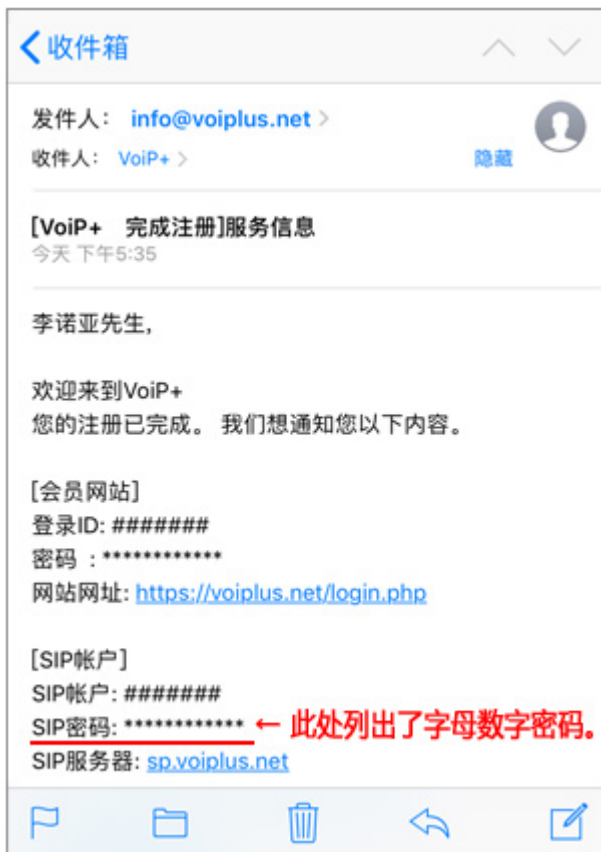 收件箱
发件人： info@voiplus.net
收件人： VoiP+ 隐藏
[VoiP+ 完成注册]服务信息
今天 下午5:35
李诺亚先生,
欢迎来到VoiP+
您的注册已完成。 我们想通知您以下内容。
[会员网站]
登录ID: #######
密码 : ************
网站网址: https://voiplus.net/login.php
[SIP帐户]
SIP帐户: #######
SIP密码: ************ ← 此处列出了字母数字密码。
SIP服务器: sp.voiplus.net